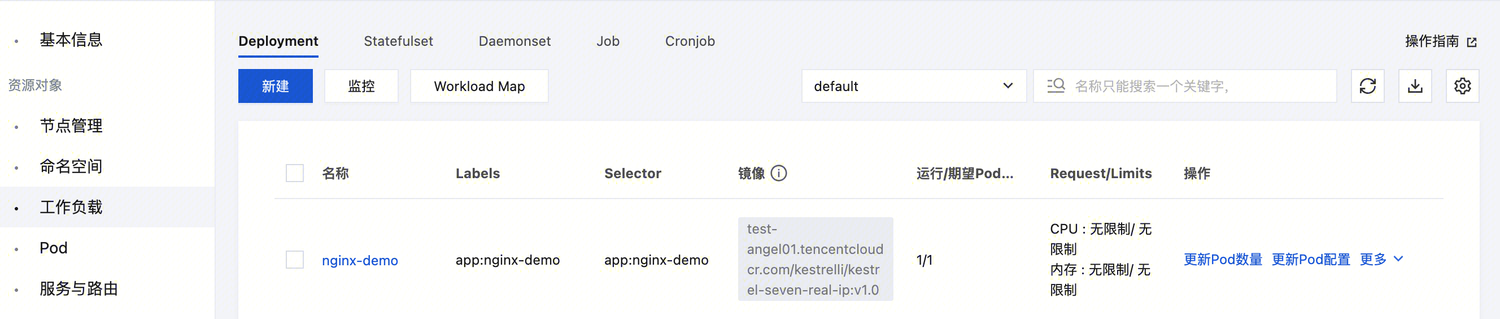 基本信息
资源对象
节点管理
命名空间
工作负载
Pod
服务与路由
Deployment Statefulset Daemonset Job Cronjob 操作指南
新建 监控 Workload Map default 名称只能搜索一个关键字,
名称 Labels Selector 镜像 运行/期望Pod... Request/Limits 操作
nginx-demo app:nginx-demo app:nginx-demo
test-
angel01.tencentcloud
cr.com/kestrelli/kestr
el-seven-real-ip:v1.0
1/1
CPU : 无限制/ 无
限制
内存 : 无限制/ 无
限制
更新Pod数量 更新Pod配置 更多